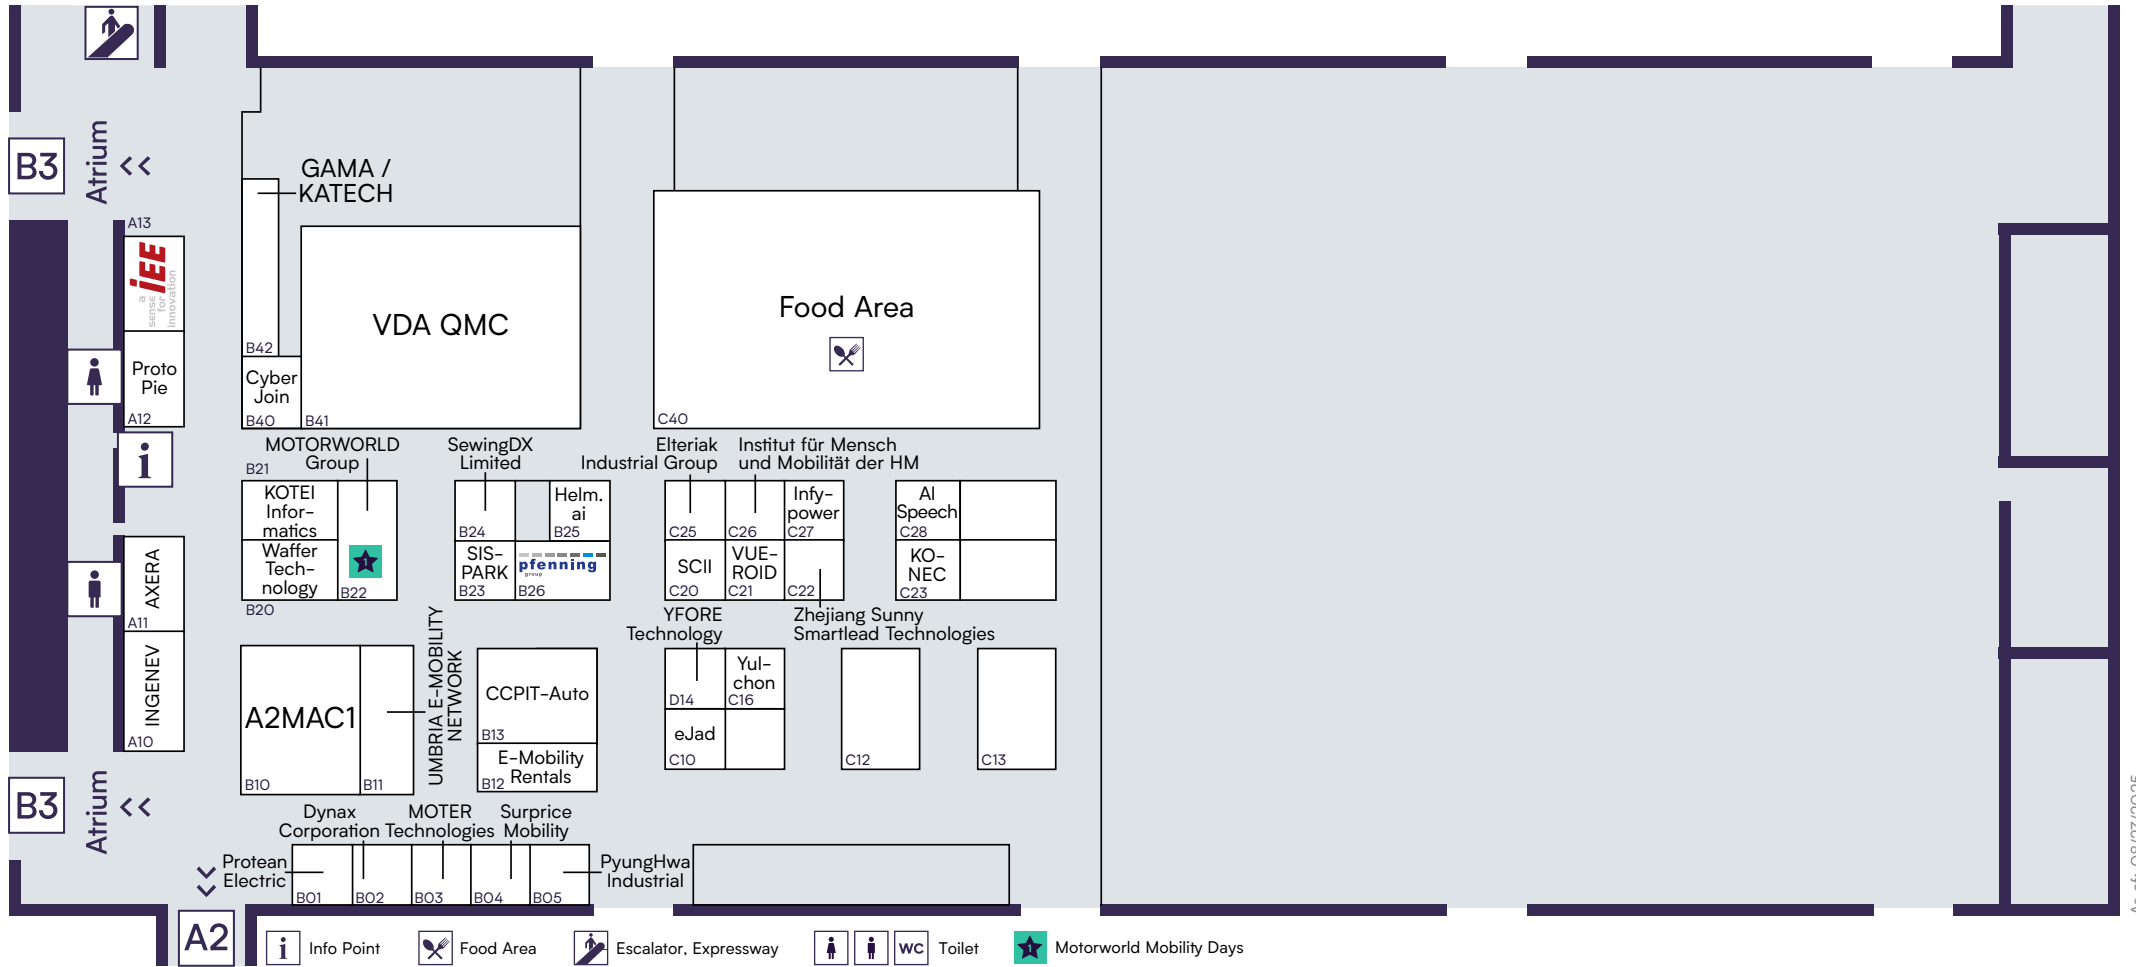 B3
Atrium
GAMA /
KATECH
A13
iEE
a
sense
for
innovation
VDA QMC
Food Area
B42
Proto
Pie
Cyber
Join
A12
B40
B41
C40
MOTORWORLD
Group
SewingDX
Limited
Elteriak
Industrial Group
Institut für Mensch
und Mobilität der HM
i
B21
KOTEI
Infor-
matics
Helm.
ai
Infy-
power
AI
Speech
B24
B25
C25
C26
C27
C28
Waffer
Tech-
nology
1
B22
SIS-
PARK
B23
pfenning
group
B26
SCII
C20
VUE-
ROID
C21
C22
KO-
NEC
C23
AXERA
A11
B20
YFORE
Technology
Zhejiang Sunny
Smartlead Technologies
UMBRIA E-MOBILITY
NETWORK
INGENEV
A10
A2MAC1
B10
B11
CCPIT-Auto
B13
E-Mobility
Rentals
B12
D14
Yul-
chon
C16
eJad
C10
C12
C13
B3
Atrium
Dynax
Corporation
MOTER
Technologies
Surprice
Mobility
Protean
Electric
PyungHwa
Industrial
B01
B02
B03
B04
B05
A2
i
Info Point
Food Area
Escalator, Expressway
WC
Toilet
1
Motorworld Mobility Days